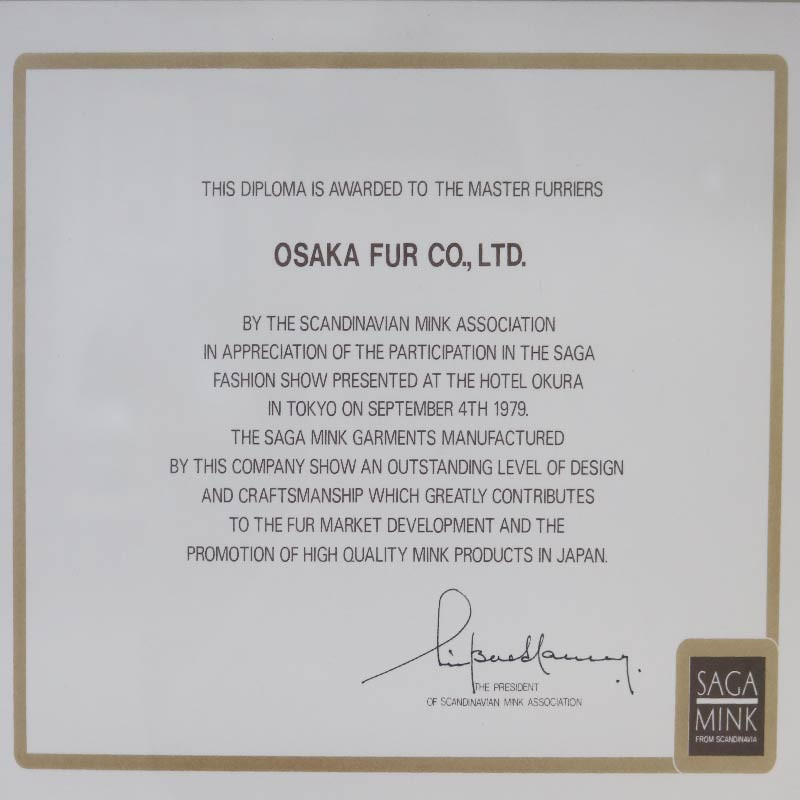 THIS DIPLOMA IS AWARDED TO THE MASTER FURRIERS
OSAKA FUR CO., LTD.
BY THE SCANDINAVIAN MINK ASSOCIATION
IN APPRECIATION OF THE PARTICIPATION IN THE SAGA
FASHION SHOW PRESENTED AT THE HOTEL OKURA
IN TOKYO ON SEPTEMBER 4TH 1979.
THE SAGA MINK GARMENTS MANUFACTURED
BY THIS COMPANY SHOW AN OUTSTANDING LEVEL OF DESIGN
AND CRAFTSMANSHIP WHICH GREATLY CONTRIBUTES
TO THE FUR MARKET DEVELOPMENT AND THE
PROMOTION OF HIGH QUALITY MINK PRODUCTS IN JAPAN.
THE PRESIDENT
OF SCANDINAVIAN MINK ASSOCIATION
SAGA
MINK
FROM SCANDINAVIA